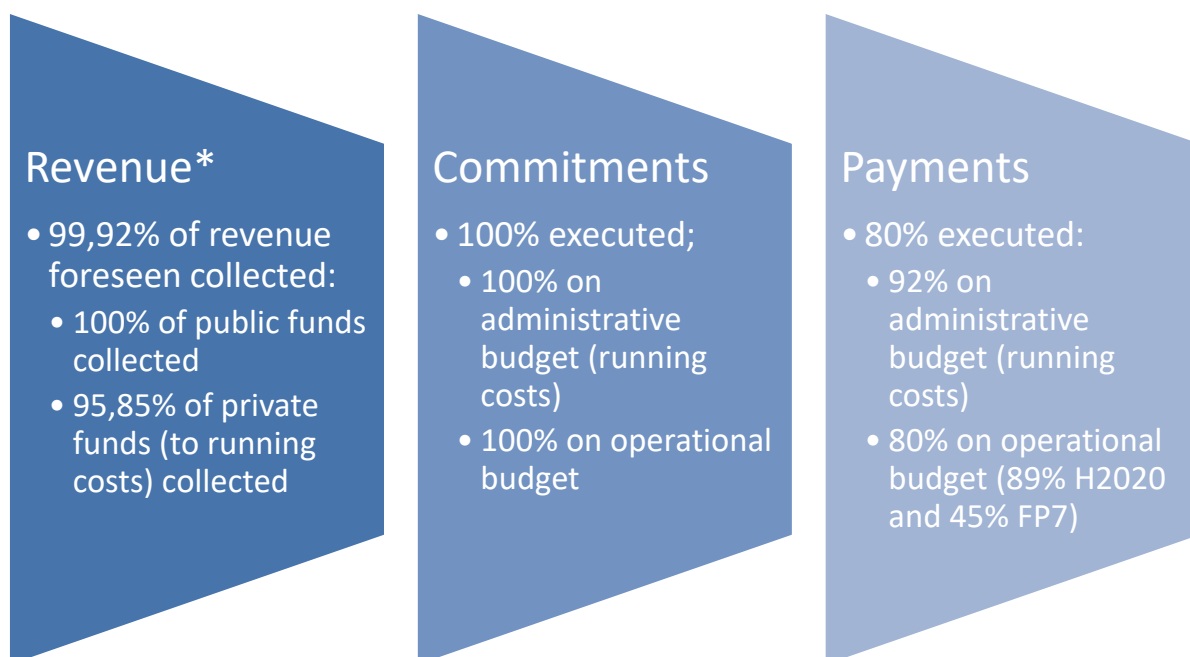 Revenue*
• 99,92% of revenue
foreseen collected:
• 100% of public funds
collected
• 95,85% of private
funds (to running
costs) collected
Commitments
• 100% executed;
• 100% on
administrative
budget (running
costs)
• 100% on operational
budget
Payments
• 80% executed:
• 92% on
administrative
budget (running
costs)
• 80% on operational
budget (89% H2020
and 45% FP7)